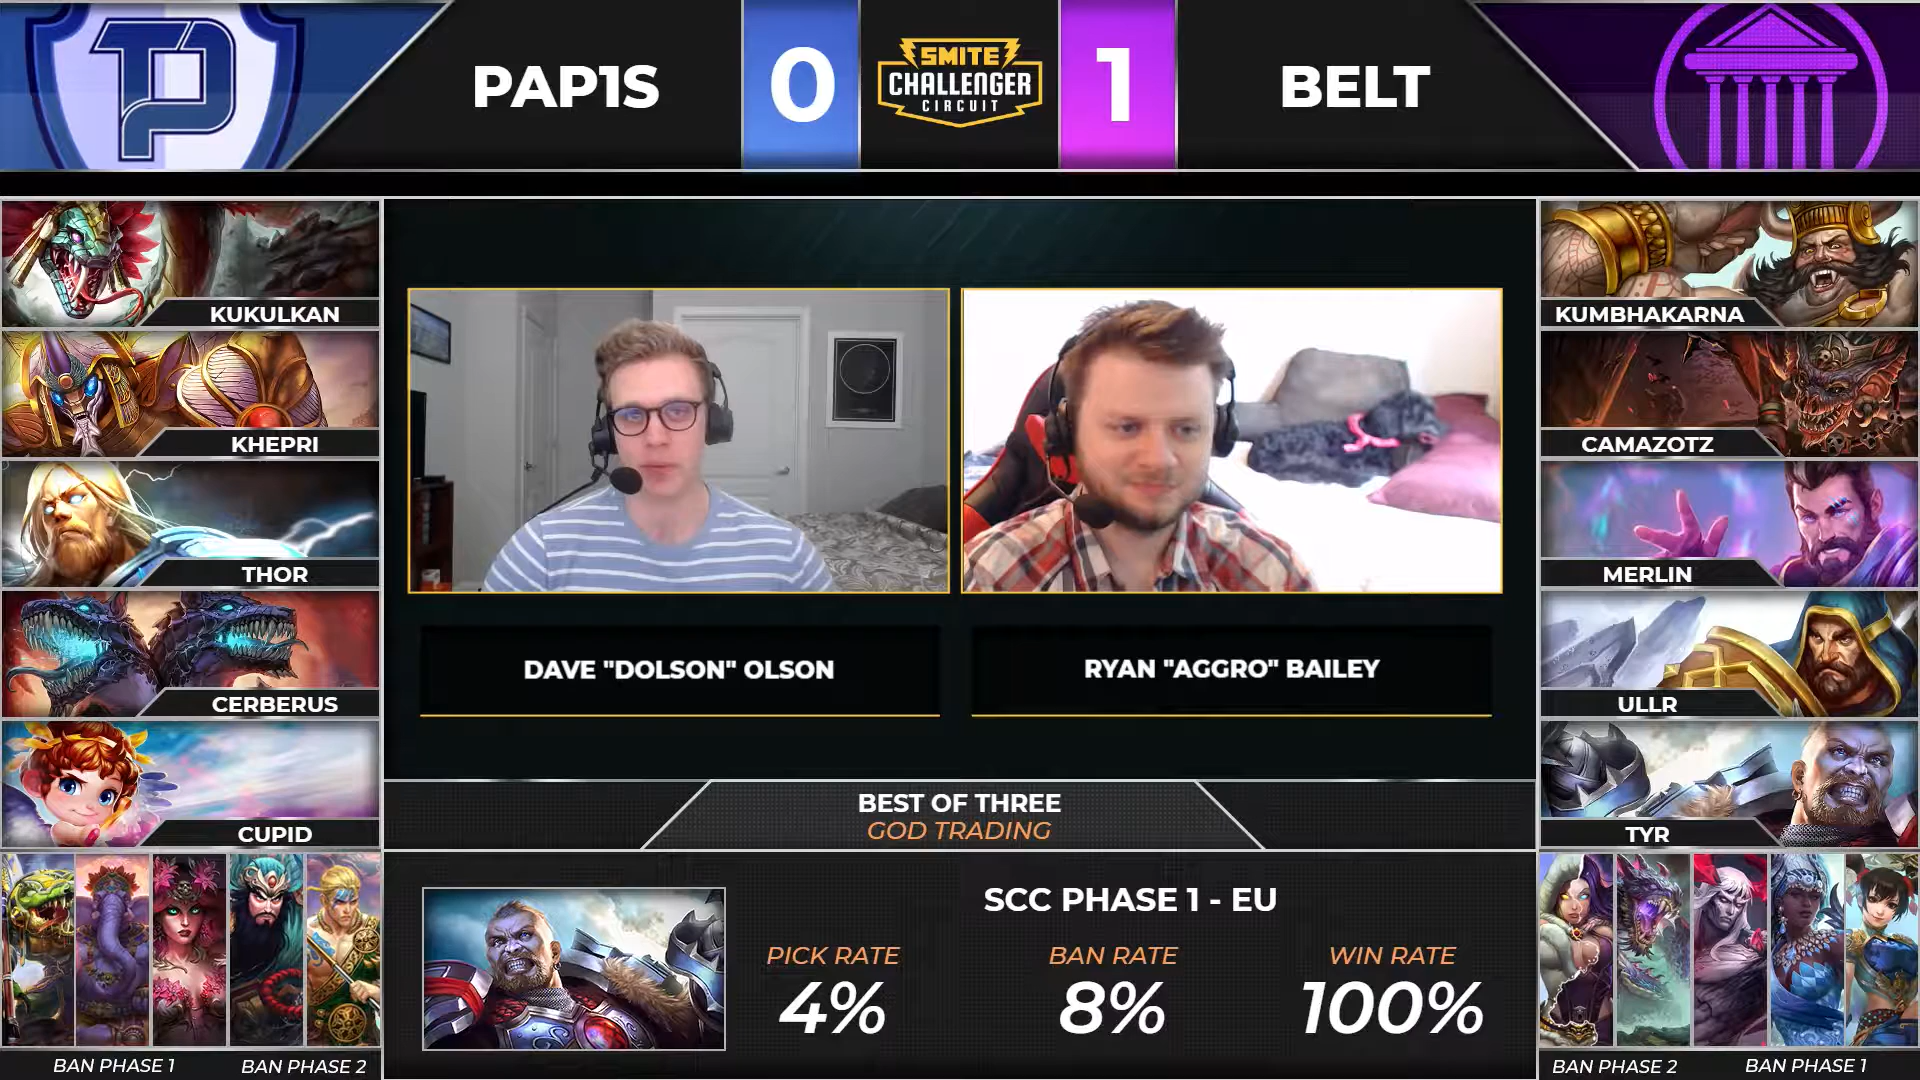 PAP1S
0
SMITE
CHALLENGER
CIRCUIT
1
BELT
TP
KUKULKAN
KHEPRI
THOR
CERBERUS
CUPID
KUMBHAKARNA
CAMAZOTZ
MERLIN
ULLR
TYR
DAVE "DOLSON" OLSON
RYAN "AGGRO" BAILEY
BEST OF THREE
GOD TRADING
SCC PHASE 1 - EU
PICK RATE
BAN RATE
WIN RATE
4%
8%
100%
BAN PHASE 1
BAN PHASE 2
BAN PHASE 2
BAN PHASE 1